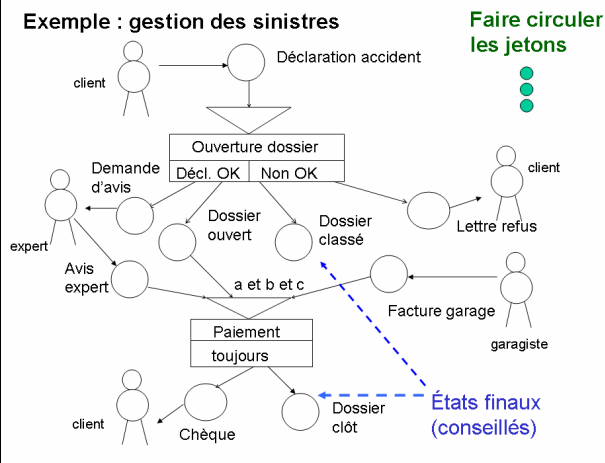 Exemple : gestion des sinistres
Faire circuler
les jetons
Déclaration accident
client
Ouverture dossier
Décl. OK
Non OK
Demande
d'avis
client
Dossier
ouvert
Dossier
classé
Lettre refus
expert
Avis
expert
a et b et c
Facture garage
garagiste
Paiement
toujours
États finaux
(conseillés)
Dossier
clôt
client
Chèque